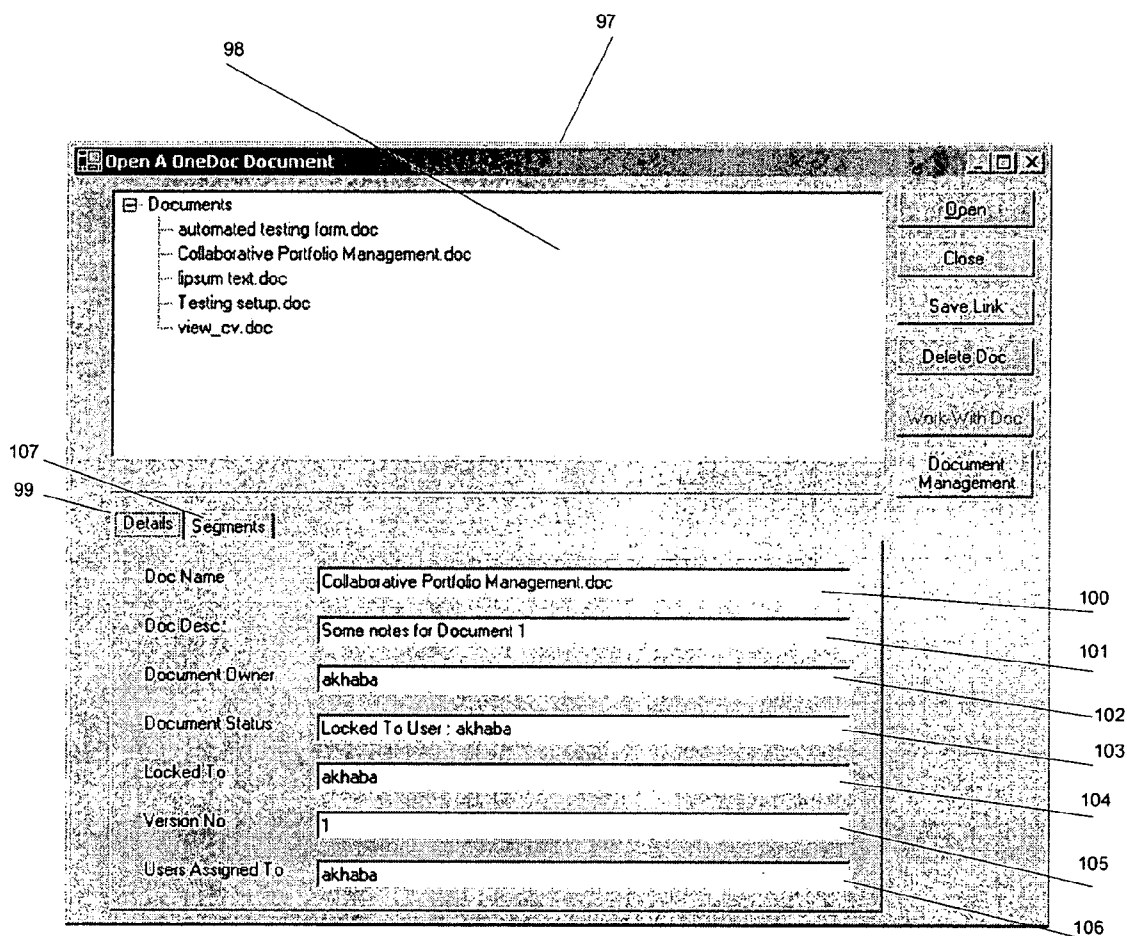 97
98
Open A OneDoc Document
Documents
automated testing form.doc
Collaborative Portfolio Management.doc
lipsum text.doc
Testing setup.doc
view_cv.doc
Open
Close
Save Link
Delete Doc
Work With Doc
Document
Management
107
99
Details
Segments
Doc Name
Collaborative Portfolio Management.doc
100
Doc Desc
Some notes for Document 1
101
Document Owner
akhaba
102
Document Status
Locked To User : akhaba
103
Locked To
akhaba
104
Version No
1
105
Users Assigned To
akhaba
106